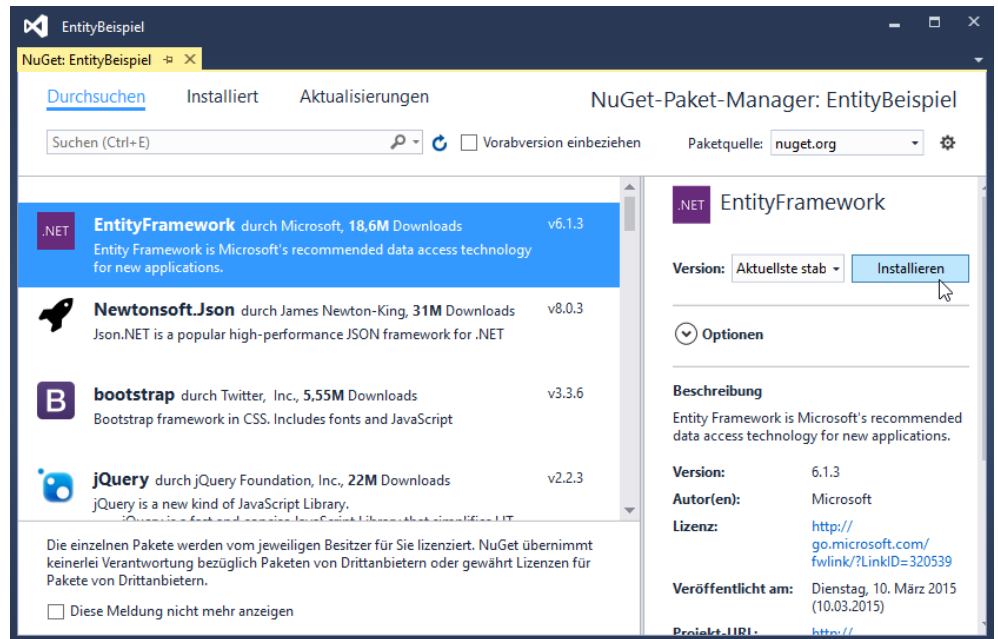 EntityBeispiel
NuGet: EntityBeispiel
Durchsuchen Installiert Aktualisierungen
NuGet-Paket-Manager: EntityBeispiel
Suchen (Ctrl+E)
Vorabversion einbeziehen
Paketquelle: nuget.org
.NET
EntityFramework durch Microsoft, 18,6M Downloads v6.1.3
Entity Framework is Microsoft's recommended data access technology
for new applications.
Newtonsoft.Json durch James Newton-King, 31M Downloads v8.0.3
Json.NET is a popular high-performance JSON framework for .NET
B
bootstrap durch Twitter, Inc., 5,55M Downloads v3.3.6
Bootstrap framework in CSS. Includes fonts and JavaScript
jQuery durch jQuery Foundation, Inc., 22M Downloads v2.2.3
jQuery is a new kind of JavaScript Library.
Die einzelnen Pakete werden vom jeweiligen Besitzer für Sie lizenziert. NuGet übernimmt
keinerlei Verantwortung bezüglich Paketen von Drittanbietern oder gewährt Lizenzen für
Pakete von Drittanbietern.
Diese Meldung nicht mehr anzeigen
.NET
EntityFramework
Version: Aktuellste stab Installieren
Optionen
Beschreibung
Entity Framework is Microsoft's recommended
data access technology for new applications.
Version: 6.1.3
Autor(en): Microsoft
Lizenz: http://
go.microsoft.com/
fwlink/?LinkID=320539
Veröffentlicht am: Dienstag, 10. März 2015
(10.03.2015)
Projekt-URL: http://